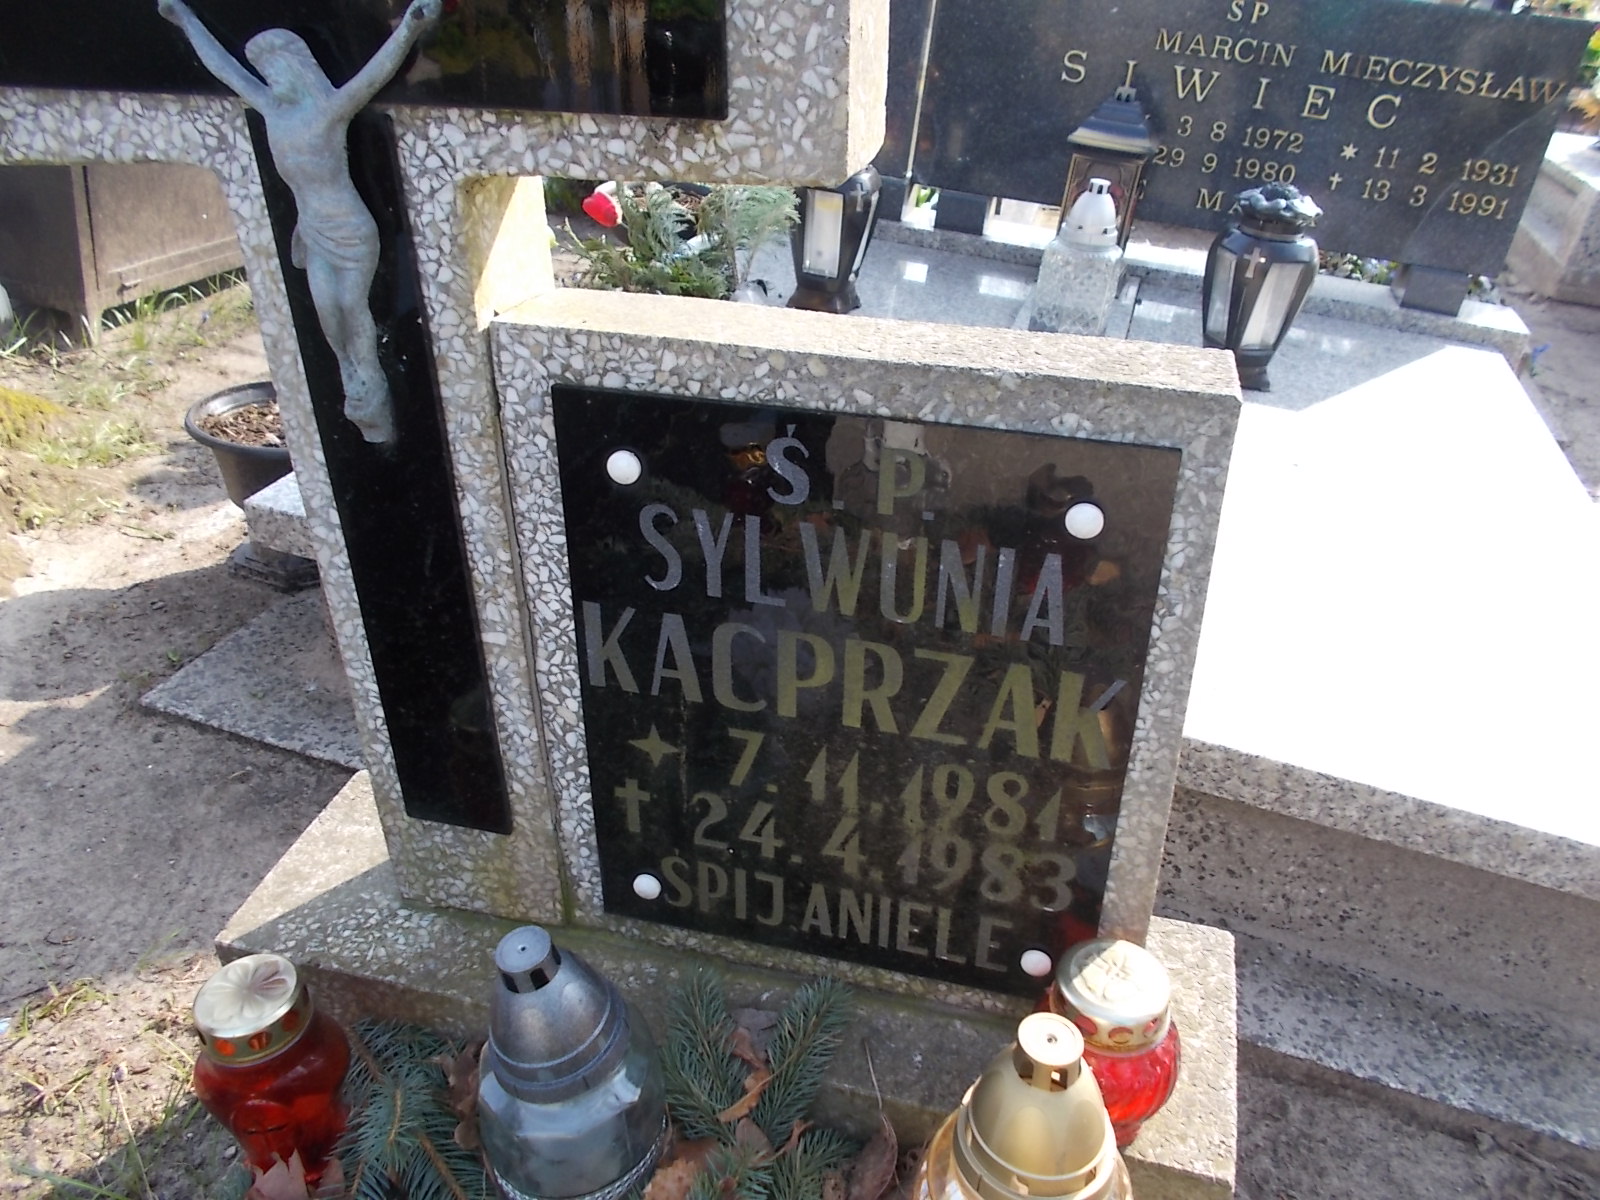 Ś. P.
SYLWUNIA
KACPRZAK
7. 11. 1981
† 24. 4. 1983
ŚPIJ ANIELE
SP
MARCIN MIECZYSŁAW
SIWIEC
3 8 1972 * 11 2 1931
29 9 1980 † 13 3 1991